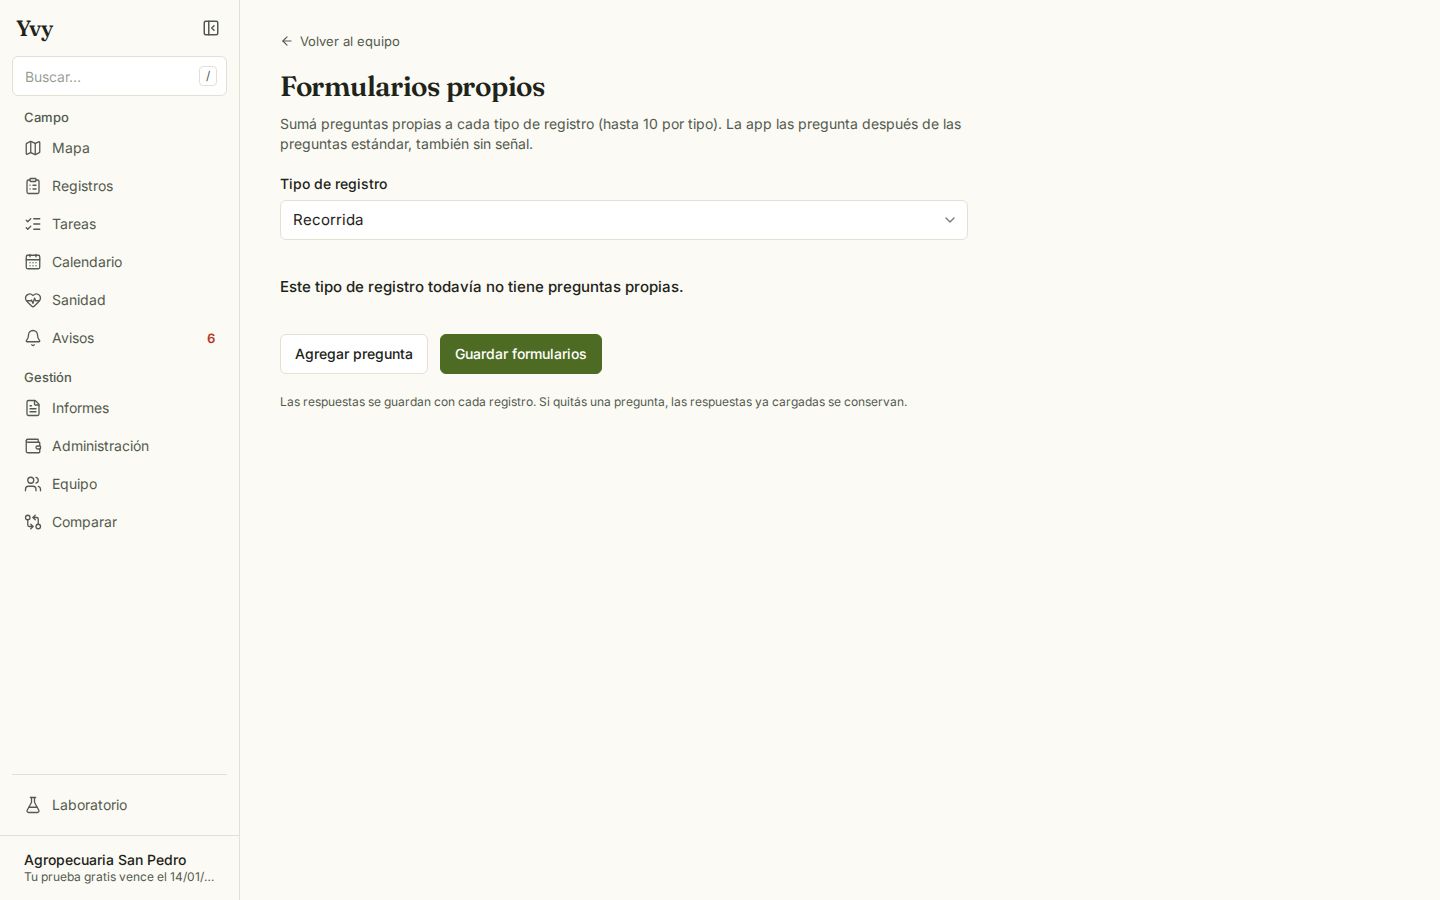 Yvy
Buscar...
/
Campo
Mapa
Registros
Tareas
Calendario
Sanidad
Avisos
6
Gestión
Informes
Administración
Equipo
Comparar
Laboratorio
Agropecuaria San Pedro
Tu prueba gratis vence el 14/01/...
Volver al equipo
Formularios propios
Sumá preguntas propias a cada tipo de registro (hasta 10 por tipo). La app las pregunta después de las
preguntas estándar, también sin señal.
Tipo de registro
Recorrida
Este tipo de registro todavía no tiene preguntas propias.
Agregar pregunta
Guardar formularios
Las respuestas se guardan con cada registro. Si quitás una pregunta, las respuestas ya cargadas se conservan.